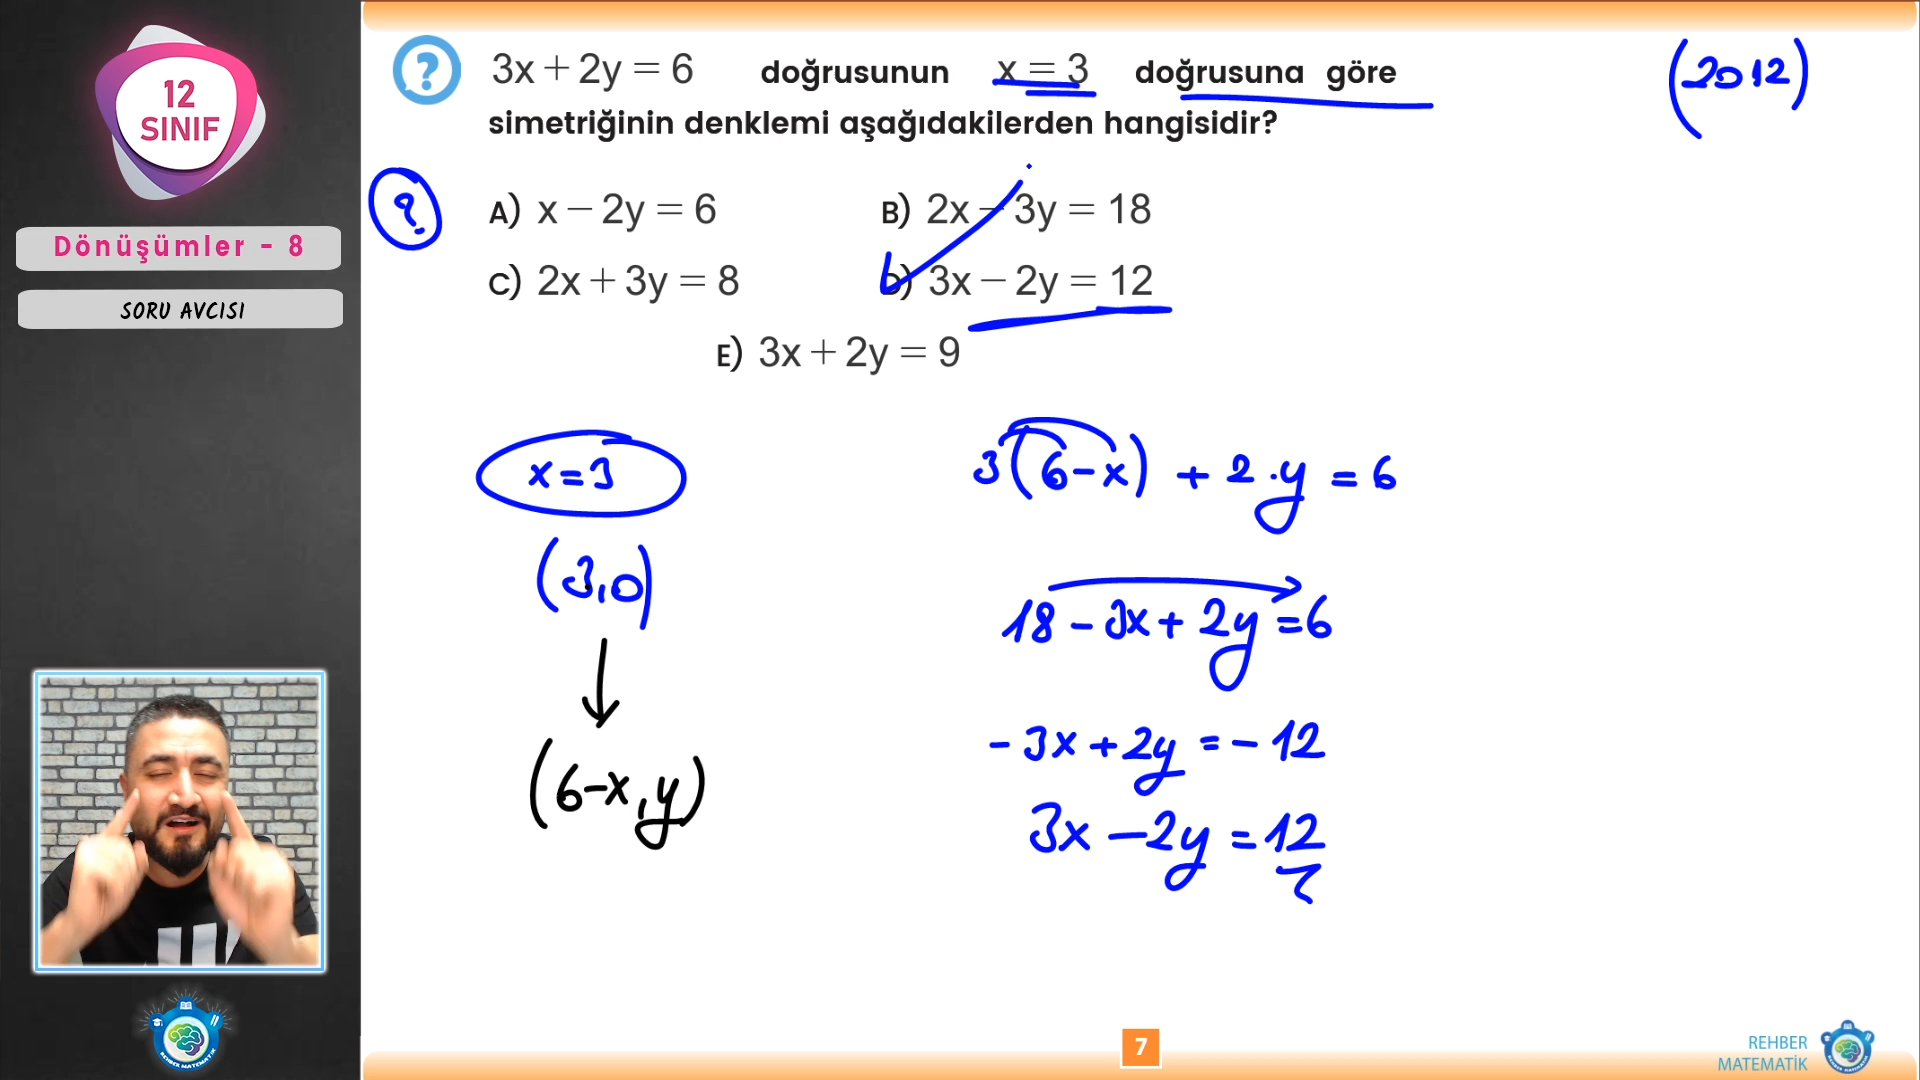 12
SINIF
Dönüşümler - 8
SORU AVCISI
3x + 2y = 6 doğrusunun x = 3 doğrusuna göre
simetriğinin denklemi aşağıdakilerden hangisidir?
(2012)
?
?
A) x − 2y = 6
B) 2x − 3y = 18
C) 2x + 3y = 8
D) 3x − 2y = 12
E) 3x + 2y = 9
x = 3
(3,0)
(6-x,y)
3(6-x) + 2.y = 6
18 - 3x + 2y = 6
-3x + 2y = -12
3x - 2y = 12
7
REHBER
MATEMATİK
REHBER MATEMATİK